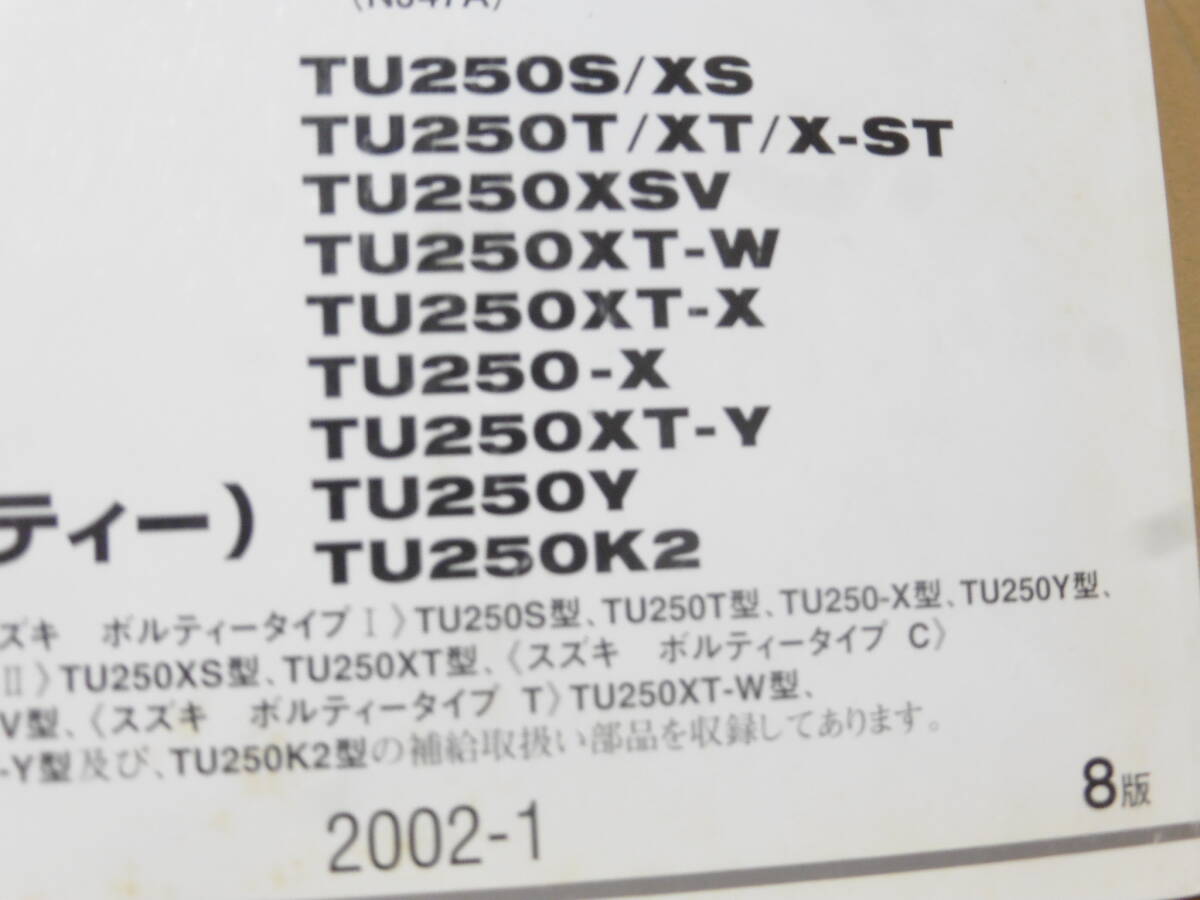 (NJ47A)
TU250S/XS
TU250T/XT/X-ST
TU250XSV
TU250XT-W
TU250XT-X
TU250-X
TU250XT-Y
TU250Y
ティー) TU250K2
スズキ ボルティータイプⅠ〉TU250S型、TU250T型、TU250-X型、TU250Y型、
Ⅱ〉TU250XS型、TU250XT型、〈スズキ ボルティータイプ C〉
V型、〈スズキ ボルティータイプ T〉TU250XT-W型、
-Y型及び、TU250K2型の補給取扱い部品を収録してあります。
8版
2002-1